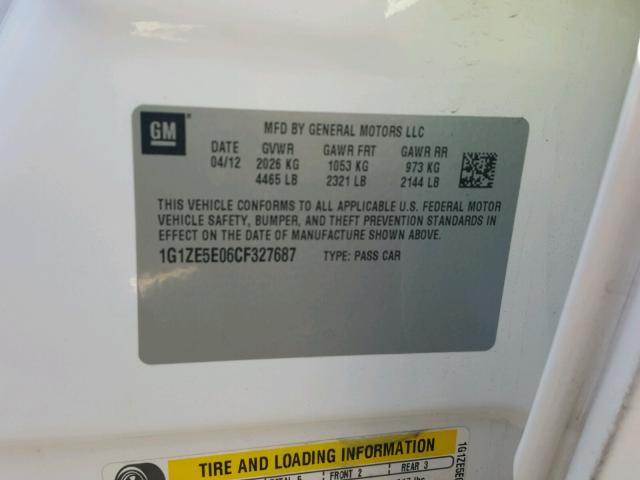 GM
MFD BY GENERAL MOTORS LLC
DATE GVWR GAWR FRT GAWR RR
04/12 2026 KG 1053 KG 973 KG
4465 LB 2321 LB 2144 LB
THIS VEHICLE CONFORMS TO ALL APPLICABLE U.S. FEDERAL MOTOR
VEHICLE SAFETY, BUMPER, AND THEFT PREVENTION STANDARDS
IN EFFECT ON THE DATE OF MANUFACTURE SHOWN ABOVE.
1G1ZE5E06CF327687 TYPE: PASS CAR
TIRE AND LOADING INFORMATION
FRONT 2 REAR 3
lbs